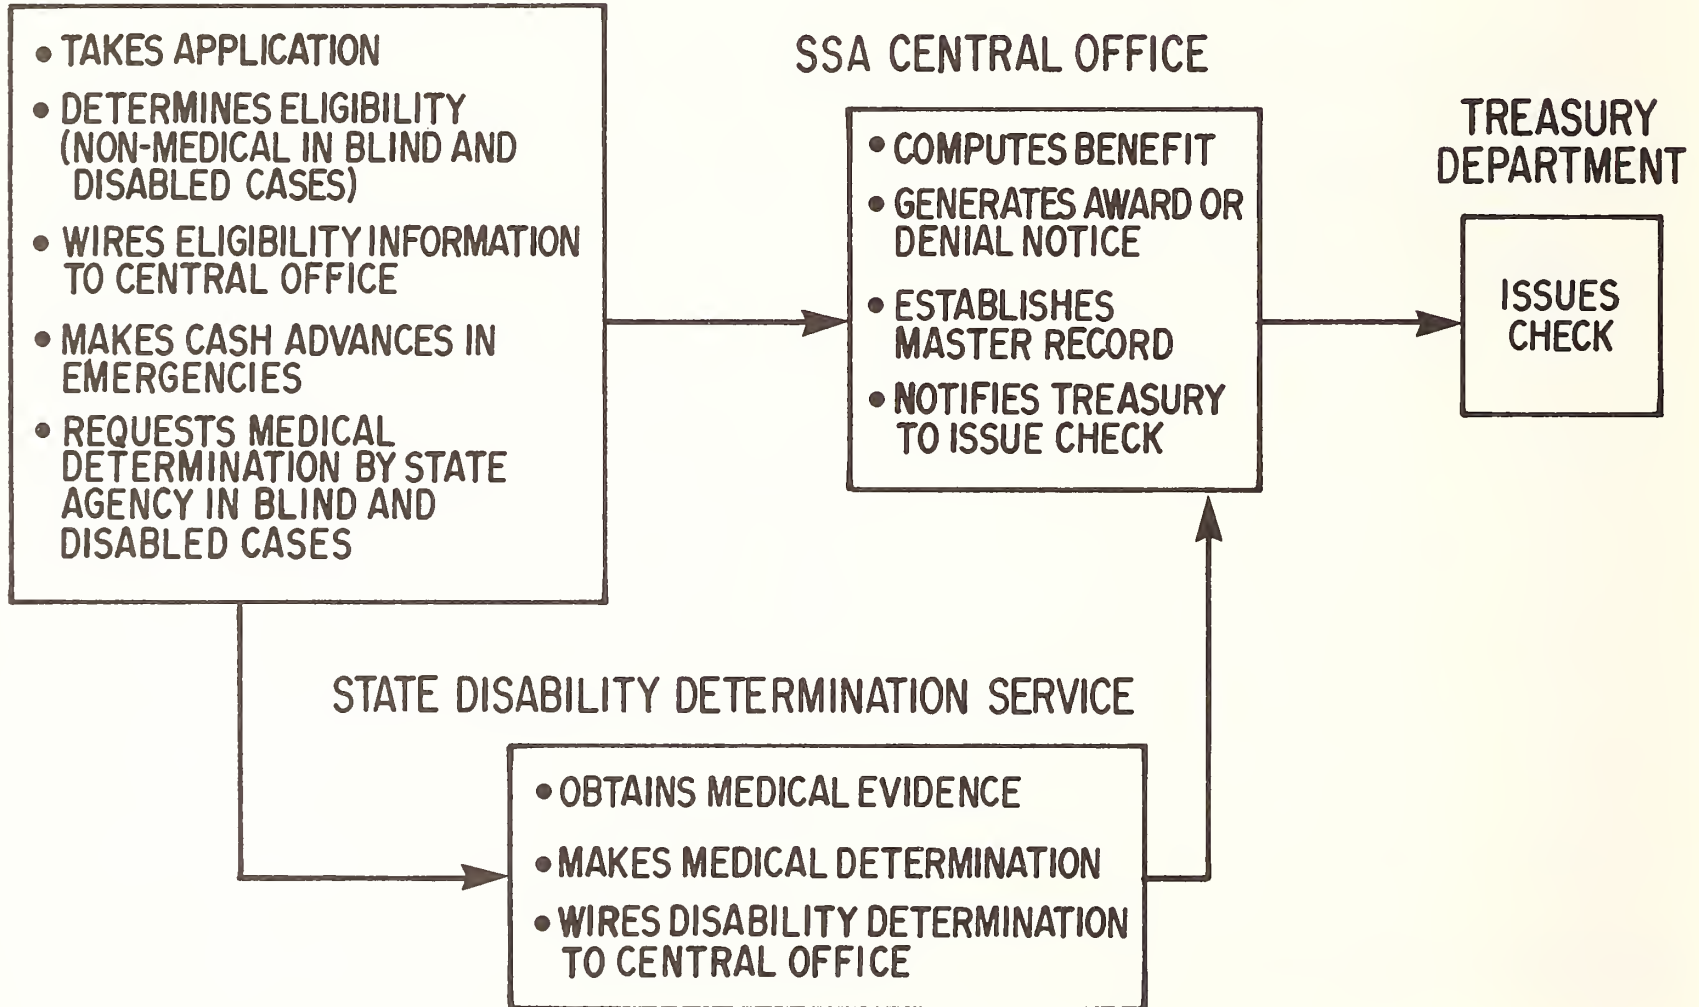 • TAKES APPLICATION
• DETERMINES ELIGIBILITY
(NON-MEDICAL IN BLIND AND
DISABLED CASES)
• WIRES ELIGIBILITY INFORMATION
TO CENTRAL OFFICE
• MAKES CASH ADVANCES IN
EMERGENCIES
• REQUESTS MEDICAL
DETERMINATION BY STATE
AGENCY IN BLIND AND
DISABLED CASES
SSA CENTRAL OFFICE
• COMPUTES BENEFIT
• GENERATES AWARD OR
DENIAL NOTICE
• ESTABLISHES
MASTER RECORD
• NOTIFIES TREASURY
TO ISSUE CHECK
TREASURY
DEPARTMENT
ISSUES
CHECK
STATE DISABILITY DETERMINATION SERVICE
• OBTAINS MEDICAL EVIDENCE
• MAKES MEDICAL DETERMINATION
• WIRES DISABILITY DETERMINATION
TO CENTRAL OFFICE